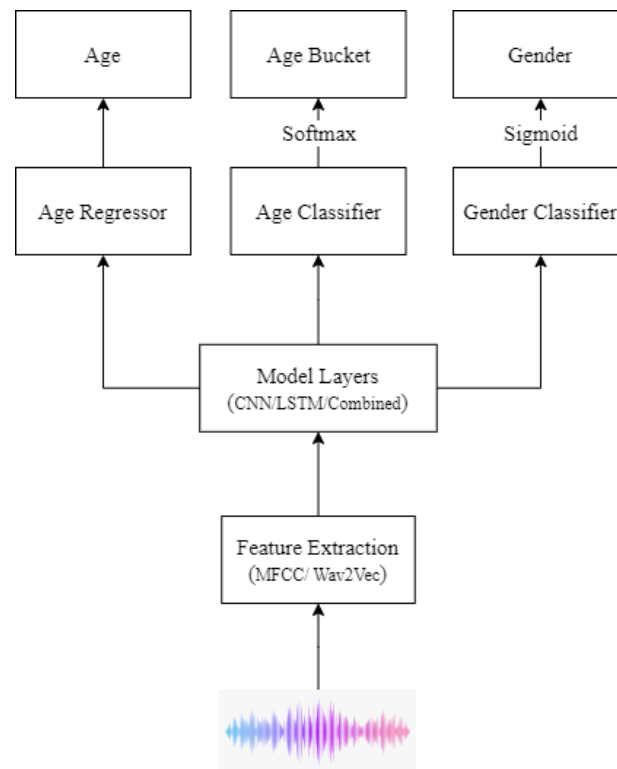 Age
Age Bucket
Gender
Softmax
Sigmoid
Age Regressor
Age Classifier
Gender Classifier
Model Layers
(CNN/LSTM/Combined)
Feature Extraction
(MFCC/ Wav2Vec)